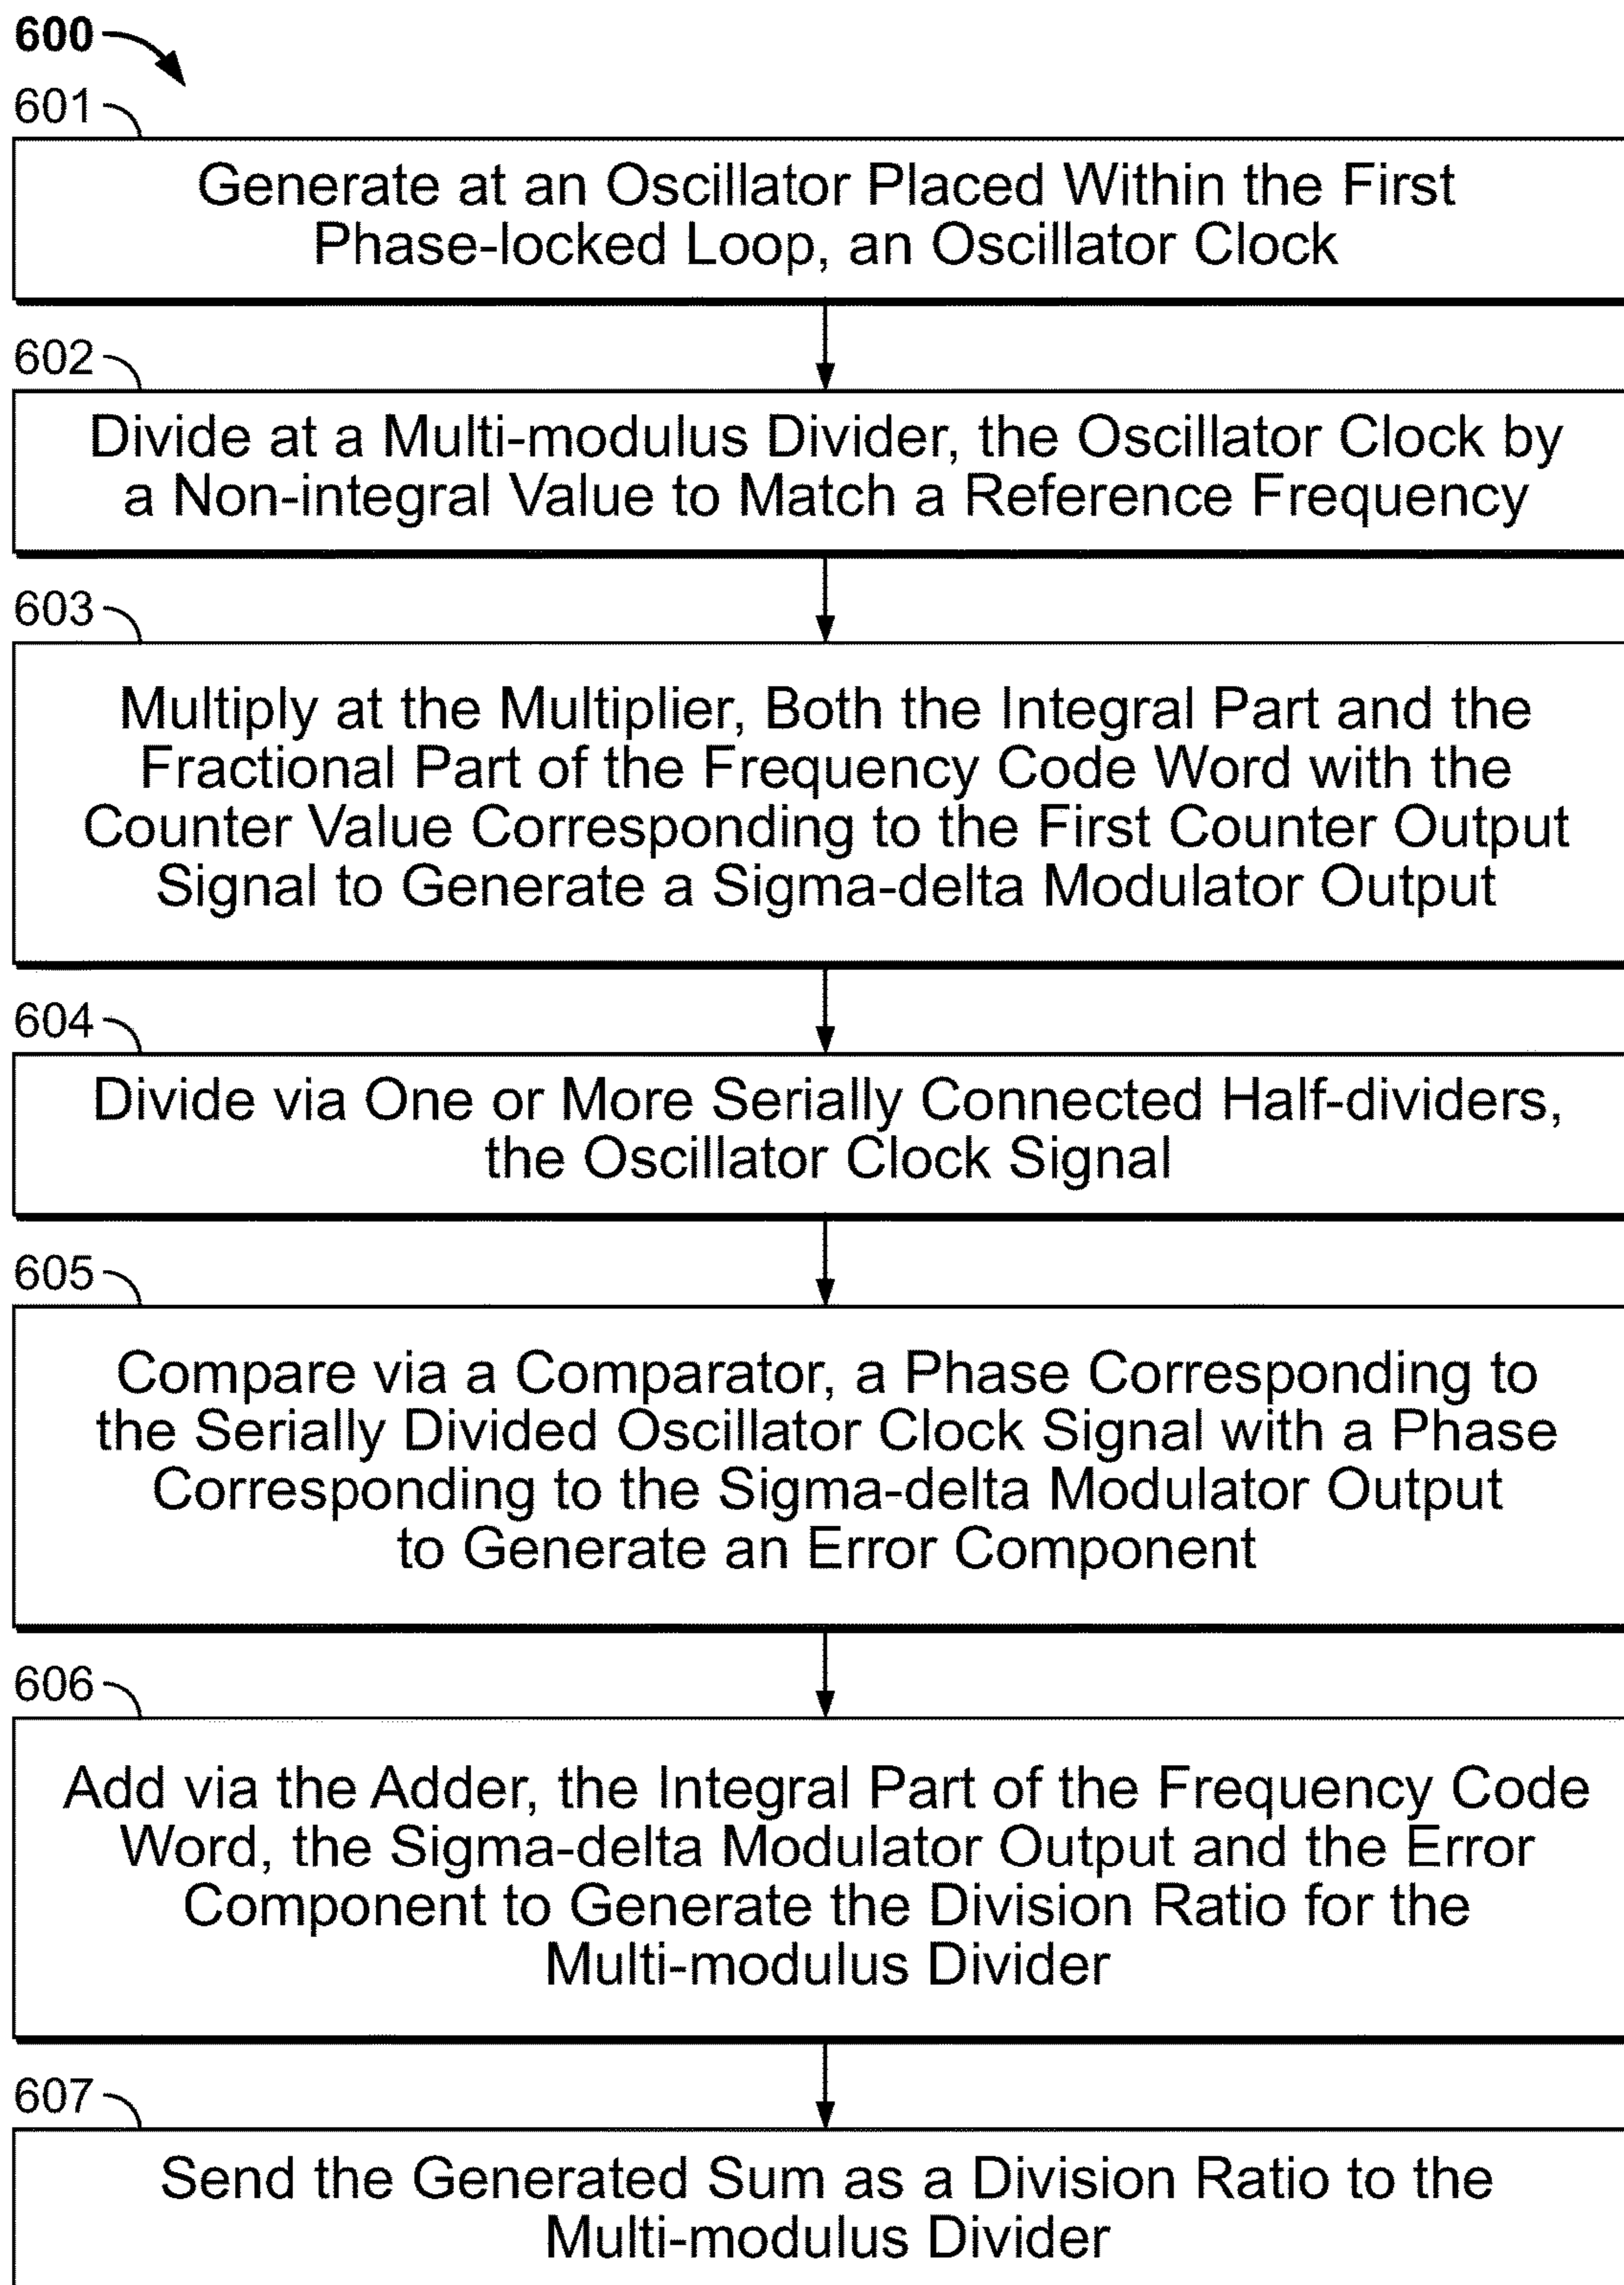 600
601
Generate at an Oscillator Placed Within the First
Phase-locked Loop, an Oscillator Clock
602
Divide at a Multi-modulus Divider, the Oscillator Clock by
a Non-integral Value to Match a Reference Frequency
603
Multiply at the Multiplier, Both the Integral Part and the
Fractional Part of the Frequency Code Word with the
Counter Value Corresponding to the First Counter Output
Signal to Generate a Sigma-delta Modulator Output
604
Divide via One or More Serially Connected Half-dividers,
the Oscillator Clock Signal
605
Compare via a Comparator, a Phase Corresponding to
the Serially Divided Oscillator Clock Signal with a Phase
Corresponding to the Sigma-delta Modulator Output
to Generate an Error Component
606
Add via the Adder, the Integral Part of the Frequency Code
Word, the Sigma-delta Modulator Output and the Error
Component to Generate the Division Ratio for the
Multi-modulus Divider
607
Send the Generated Sum as a Division Ratio to the
Multi-modulus Divider